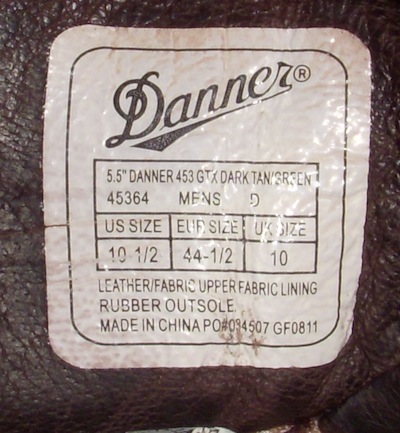 Danner®
5.5" DANNER 453 GTX DARK TAN/GREEN
45364 MENS D
US SIZE EUR SIZE UK SIZE
10-1/2 44-1/2 10
LEATHER/FABRIC UPPER FABRIC LINING
RUBBER OUTSOLE.
MADE IN CHINA PO#034507 GF0811